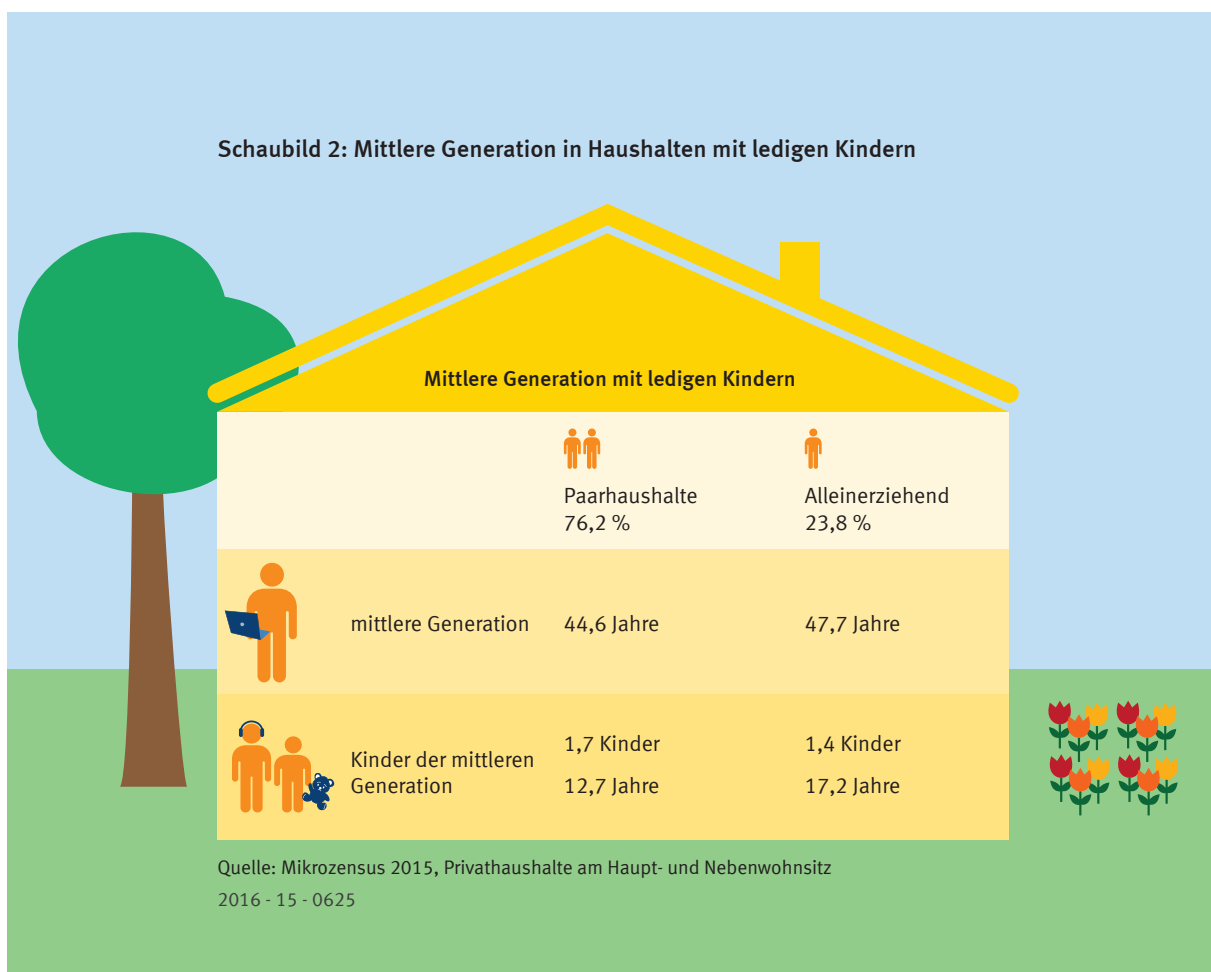 Schaubild 2: Mittlere Generation in Haushalten mit ledigen Kindern
Mittlere Generation mit ledigen Kindern
Paarhaushalte
76,2 %
Alleinerziehend
23,8 %
mittlere Generation
44,6 Jahre
47,7 Jahre
Kinder der mittleren
Generation
1,7 Kinder
12,7 Jahre
1,4 Kinder
17,2 Jahre
Quelle: Mikrozensus 2015, Privathaushalte am Haupt- und Nebenwohnsitz
2016 - 15 - 0625